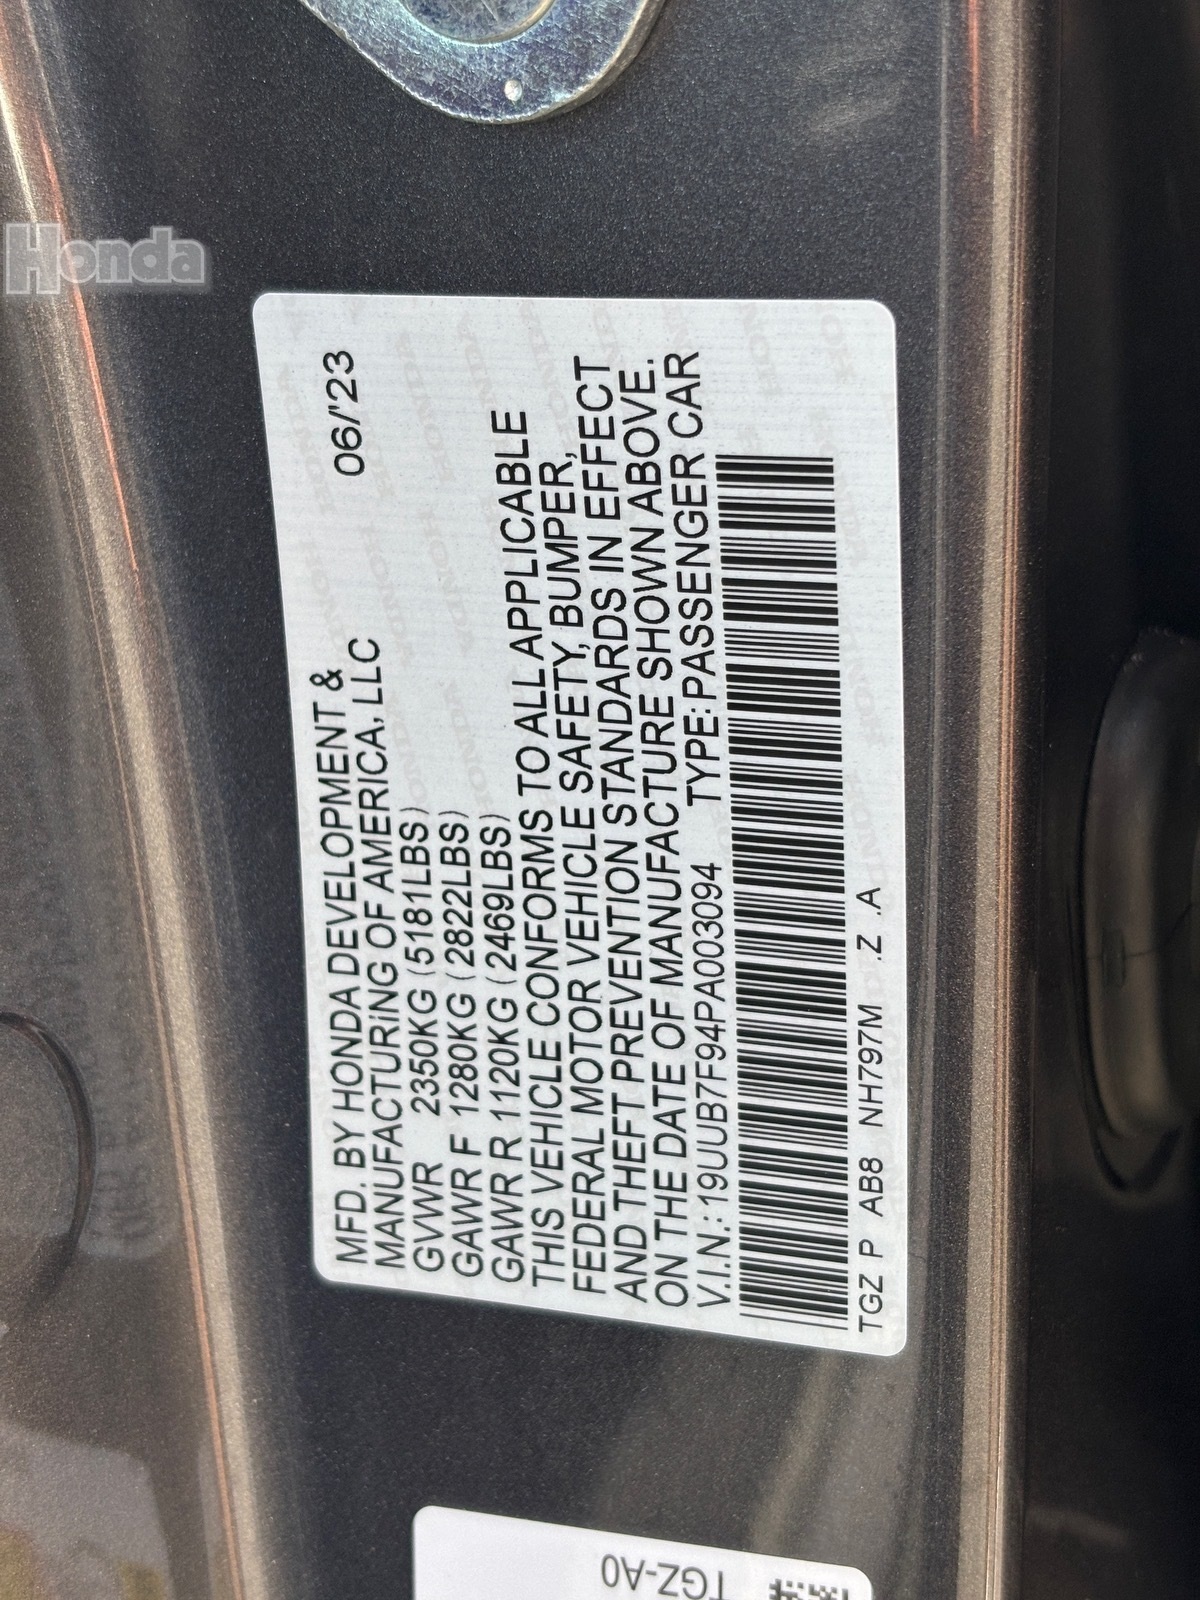 Honda
MFD. BY HONDA DEVELOPMENT & 06/'23
MANUFACTURING OF AMERICA, LLC
GVWR 2350KG (5181LBS)
GAWR F 1280KG (2822LBS)
GAWR R 1120KG (2469LBS)
THIS VEHICLE CONFORMS TO ALL APPLICABLE
FEDERAL MOTOR VEHICLE SAFETY, BUMPER,
AND THEFT PREVENTION STANDARDS IN EFFECT
ON THE DATE OF MANUFACTURE SHOWN ABOVE.
V.I.N.: 19UUB7F94PA003094 TYPE: PASSENGER CAR
TGZ P AB8 NH797M .Z .A
TGZ-A0